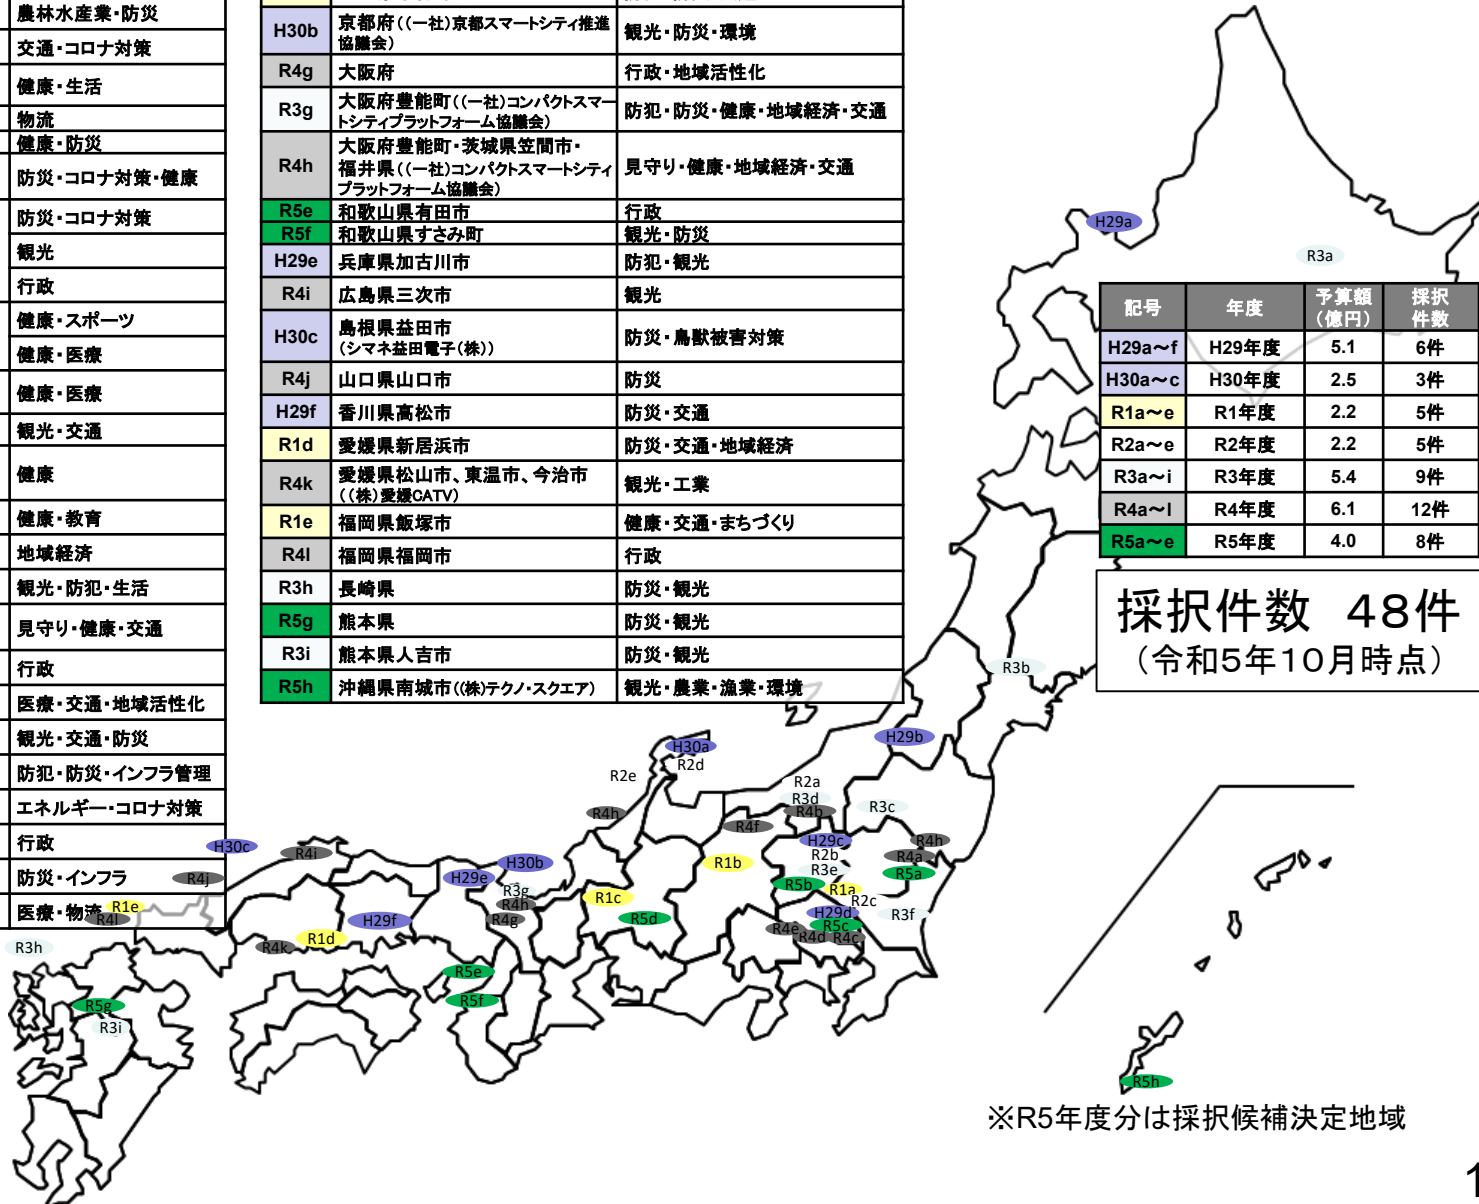 農林水産業・防災
交通・コロナ対策
健康・生活
物流
健康・防災
防災・コロナ対策・健康
防災・コロナ対策
観光
行政
健康・スポーツ
健康・医療
健康・医療
観光・交通
健康
健康・教育
地域経済
観光・防犯・生活
見守り・健康・交通
行政
医療・交通・地域活性化
観光・交通・防災
防犯・防災・インフラ管理
エネルギー・コロナ対策
行政
防災・インフラ
医療・物流
H30b 京都府((一社)京都スマートシティ推進
協議会) 観光・防災・環境
R4g 大阪府 行政・地域活性化
R3g 大阪府豊能町((一社)コンパクトスマー
トシティプラットフォーム協議会) 防犯・防災・健康・地域経済・交通
R4h 大阪府豊能町・茨城県笠間市・
福井県((一社)コンパクトスマートシティ
プラットフォーム協議会) 見守り・健康・地域経済・交通
R5e 和歌山県有田市 行政
R5f 和歌山県すさみ町 観光・防災
H29e 兵庫県加古川市 防犯・観光
R4i 広島県三次市 観光
H30c 島根県益田市
(シマネ益田電子(株)) 防災・鳥獣被害対策
R4j 山口県山口市 防災
H29f 香川県高松市 防災・交通
R1d 愛媛県新居浜市 防災・交通・地域経済
R4k 愛媛県松山市、東温市、今治市
((株)愛媛CATV) 観光・工業
R1e 福岡県飯塚市 健康・交通・まちづくり
R4l 福岡県福岡市 行政
R3h 長崎県 防災・観光
R5g 熊本県 防災・観光
R3i 熊本県人吉市 防災・観光
R5h 沖縄県南城市((株)テクノ・スクエア) 観光・農業・漁業・環境
記号 年度 予算額
(億円) 採択
件数
H29a～f H29年度 5.1 6件
H30a～c H30年度 2.5 3件
R1a～e R1年度 2.2 5件
R2a～e R2年度 2.2 5件
R3a～i R3年度 5.4 9件
R4a～l R4年度 6.1 12件
R5a～e R5年度 4.0 8件
採択件数 48件
(令和5年10月時点)
H29a
R3a
R3b
H29b
H30a
R2d
R2e
R2a
R3d
R4b
R3c
R4h
R4f
H29c
R4h
R2b
R4a
R3e
R5a
R1b
R5b
R1a
R2c
H29d
R3f
R5c
R4e
R4d
R4c
H30c
R4i
H30b
R4j
H29e
R3g
R4h
R4g
R1c
R5d
R1e
R4l
H29f
R1d
R4k
R3h
R5e
R5f
R5g
R3i
R5h
※R5年度分は採択候補決定地域
1